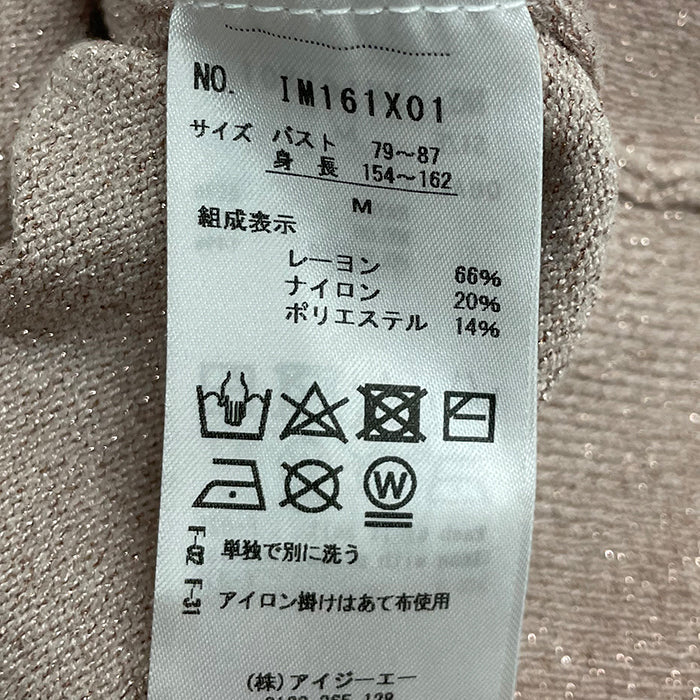 NO. IM161X01
サイズ バスト 79~87
身長 154~162
M
組成表示
レーヨン 66%
ナイロン 20%
ポリエステル 14%
W
F-02 単独で別に洗う
F-31 アイロン掛けはあて布使用
(株)アイジーエー